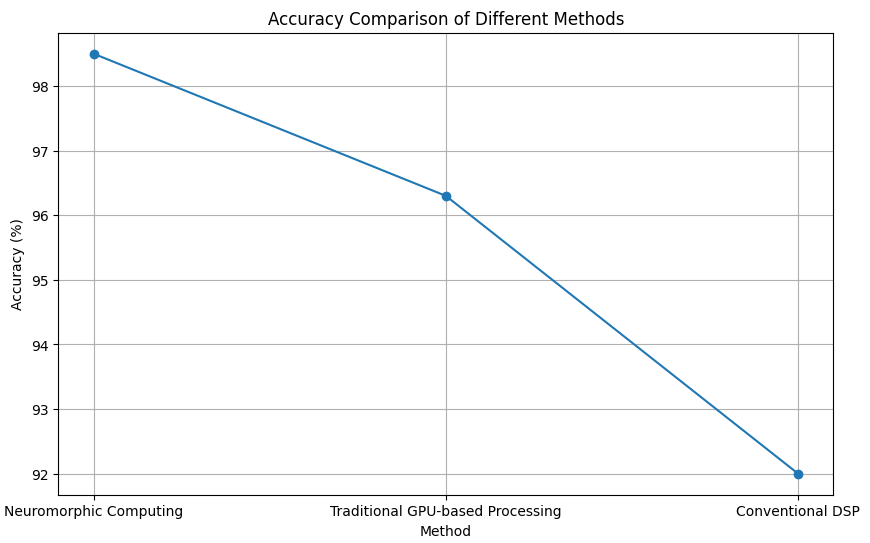 Accuracy Comparison of Different Methods
Accuracy (%)
98
97
96
95
94
93
92
Neuromorphic Computing
Traditional GPU-based Processing
Conventional DSP
Method